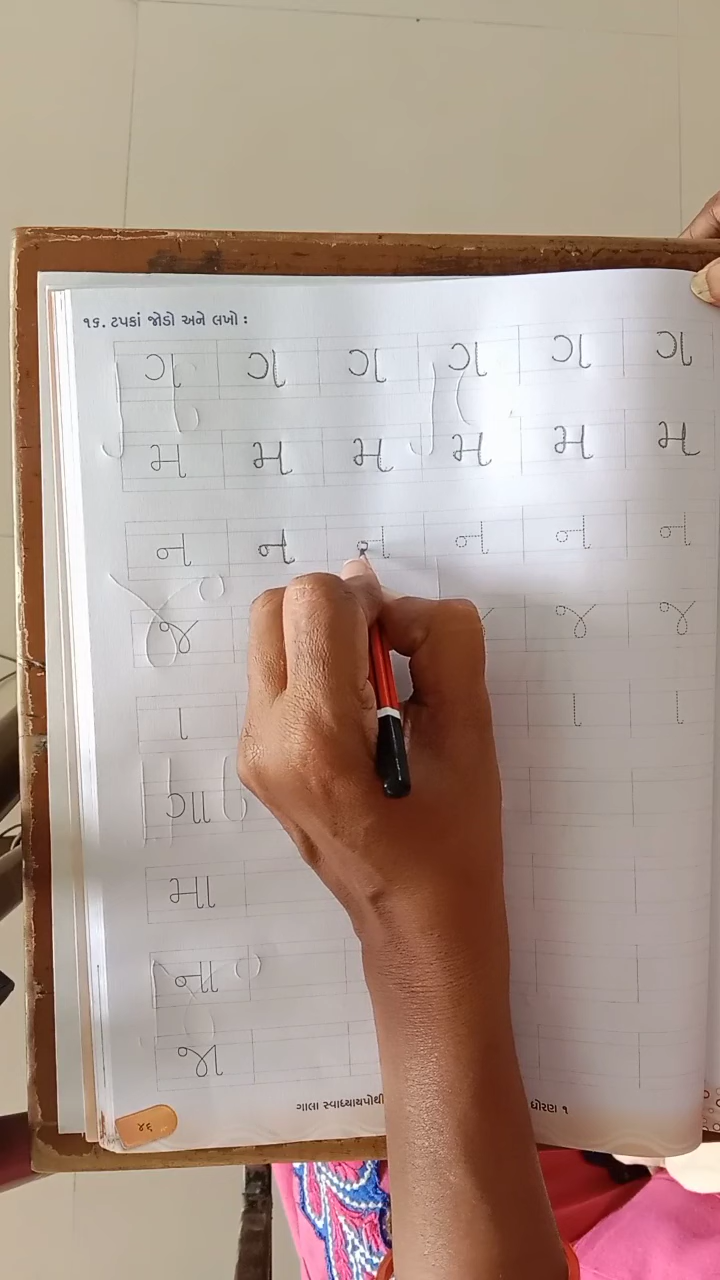 ૧૬. ટપકાં જોડો અને લખો :
ગ ગ ગ ગ ગ ગ
મ મ મ મ મ મ
ન ન ન ન ન ન
જ જ જ
ા ા ા
ગા
મા
ના
જા
૪૬ ગાલા સ્વાધ્યાયપોથી ધોરણ ૧